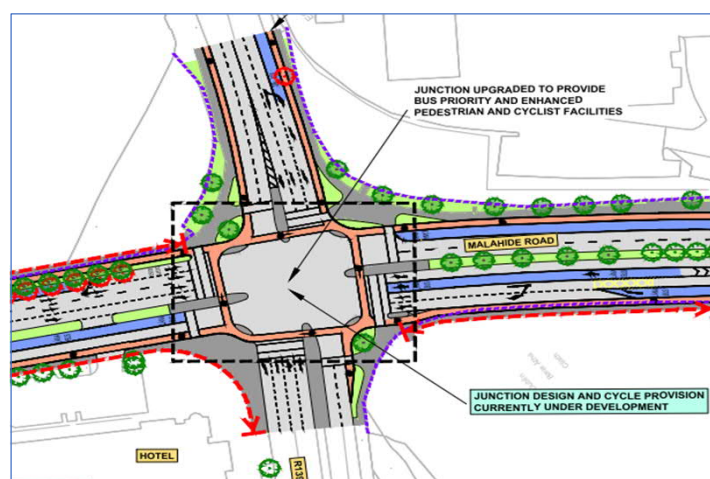 JUNCTION UPGRADED TO PROVIDE
BUS PRIORITY AND ENHANCED
PEDESTRIAN AND CYCLIST FACILITIES
MALAHIDE ROAD
JUNCTION DESIGN AND CYCLE PROVISION
CURRENTLY UNDER DEVELOPMENT
HOTEL